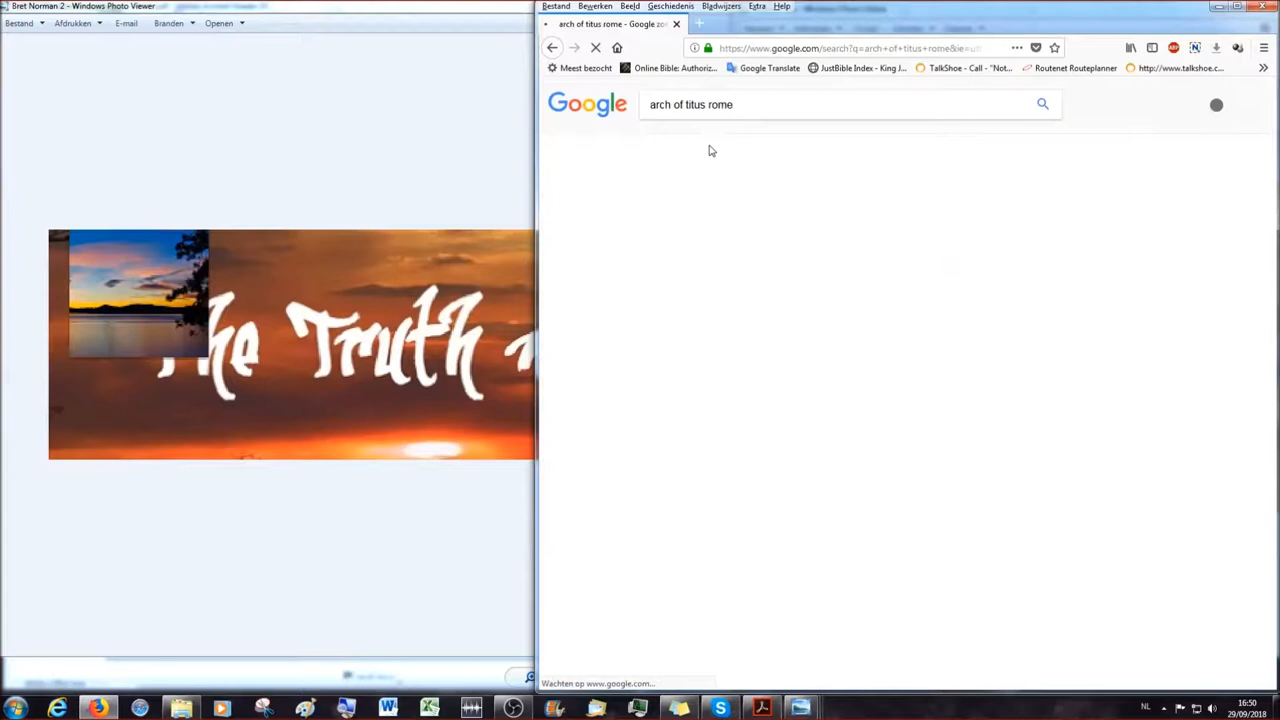 Bret Norman 2 - Windows Photo Viewer
Bestand Afdrukken E-mail Branden Openen
Bestand Bewerken Beeld Geschiedenis Bladwijzers Extra Help
arch of titus rome - Google zoe
https://www.google.com/search?q=arch+of+titus+rome&ie=ut
Meest bezocht Online Bible: Authoriz... Google Translate JustBible Index - King J... TalkShoe - Call - "Not... Routenet Routeplanner http://www.talkshoe.c...
Google arch of titus rome
The Truth
Wachten op www.google.com...
NL 16:50
29/09/2018